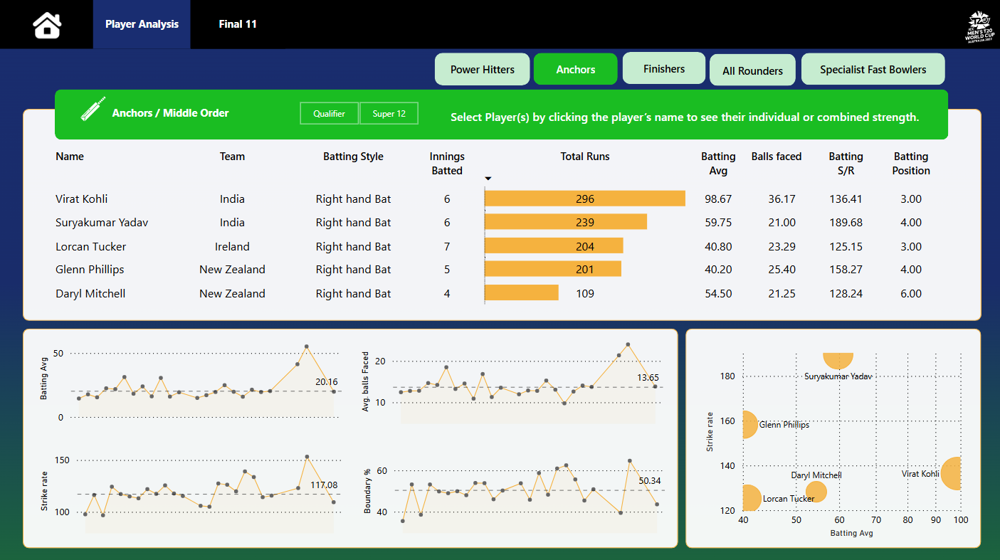 Player Analysis
Final 11
ICC
MEN'S T20
WORLD CUP
AUSTRALIA 2022
Power Hitters
Anchors
Finishers
All Rounders
Specialist Fast Bowlers
Anchors / Middle Order
Qualifier
Super 12
Select Player(s) by clicking the player's name to see their individual or combined strength.
Name Team Batting Style Innings Batted Total Runs Batting Avg Balls faced Batting S/R Batting Position
Virat Kohli India Right hand Bat 6 296 98.67 36.17 136.41 3.00
Suryakumar Yadav India Right hand Bat 6 239 59.75 21.00 189.68 4.00
Lorcan Tucker Ireland Right hand Bat 7 204 40.80 23.29 125.15 3.00
Glenn Phillips New Zealand Right hand Bat 5 201 40.20 25.40 158.27 4.00
Daryl Mitchell New Zealand Right hand Bat 4 109 54.50 21.25 128.24 6.00
Batting Avg
50
0
20.16
Avg. balls Faced
20
10
13.65
Strike rate
150
100
117.08
Boundary %
60
40
50.34
Strike rate
180
160
140
120
Suryakumar Yadav
Glenn Phillips
Daryl Mitchell
Virat Kohli
Lorcan Tucker
40 50 60 70 80 90 100
Batting Avg